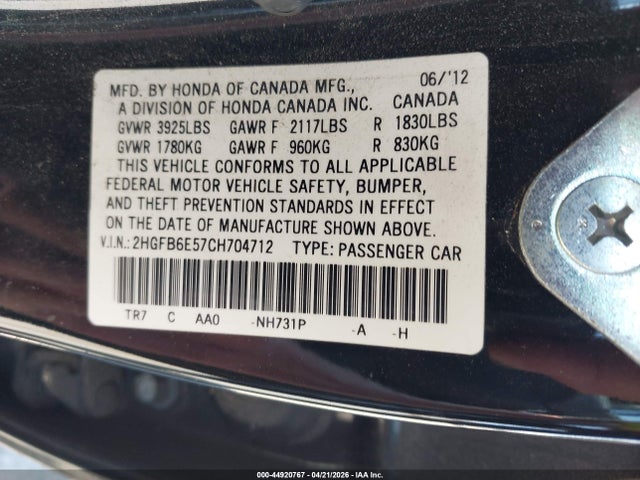 MFD. BY HONDA OF CANADA MFG., 06/'12
A DIVISION OF HONDA CANADA INC. CANADA
GVWR 3925LBS GAWR F 2117LBS R 1830LBS
GVWR 1780KG GAWR F 960KG R 830KG
THIS VEHICLE CONFORMS TO ALL APPLICABLE
FEDERAL MOTOR VEHICLE SAFETY, BUMPER,
AND THEFT PREVENTION STANDARDS IN EFFECT
ON THE DATE OF MANUFACTURE SHOWN ABOVE.
V.I.N.: 2HGFB6E57CH704712 TYPE: PASSENGER CAR
TR7 C AA0 -NH731P -A -H
000-44920767 - 04/21/2026 - IAA Inc.